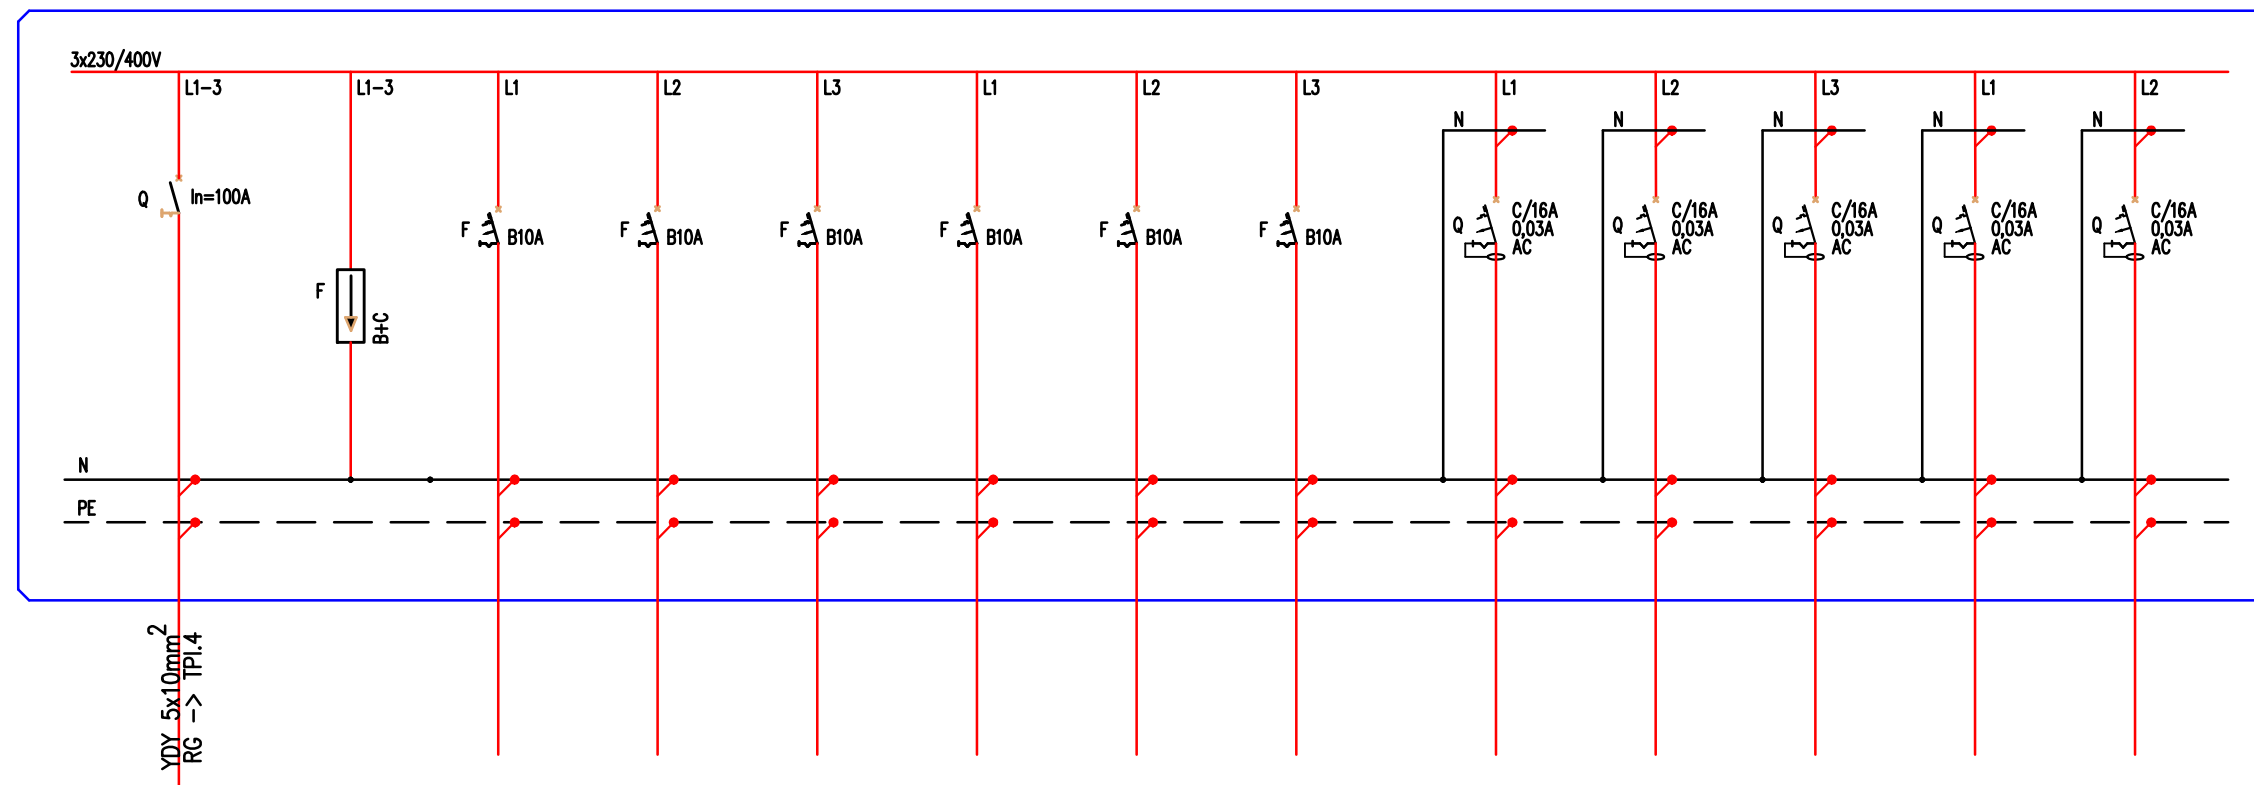 3x230/400V
L1-3
L1-3
L1
L2
L3
L1
L2
L3
L1
L2
L3
L1
L2
N
N
N
N
N
Q
In=100A
F
B+C
F
B10A
F
B10A
F
B10A
F
B10A
F
B10A
F
B10A
Q
C/16A
0,03A
AC
Q
C/16A
0,03A
AC
Q
C/16A
0,03A
AC
Q
C/16A
0,03A
AC
Q
C/16A
0,03A
AC
N
PE
YDY 5x10mm²
RG -> TP1.4